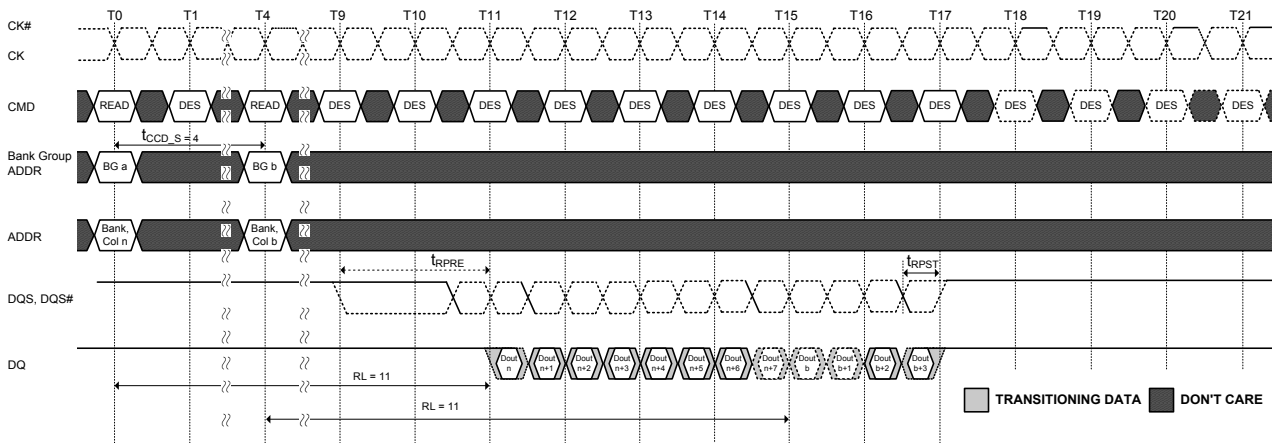 T0 T1 T4 T9 T10 T11 T12 T13 T14 T15 T16 T17 T18 T19 T20 T21
CK#
CK
CMD READ DES READ DES DES DES DES DES DES DES DES DES DES DES DES DES
tCCD_S = 4
Bank Group
ADDR
BG a BG b
ADDR
Bank,
Col n
Bank,
Col b
tRPRE tRPST
DQS, DQS#
DQ
Dout
n
Dout
n+1
Dout
n+2
Dout
n+3
Dout
n+4
Dout
n+5
Dout
n+6
Dout
n+7
Dout
b
Dout
b+1
Dout
b+2
Dout
b+3
RL = 11
RL = 11
TRANSITIONING DATA DON'T CARE